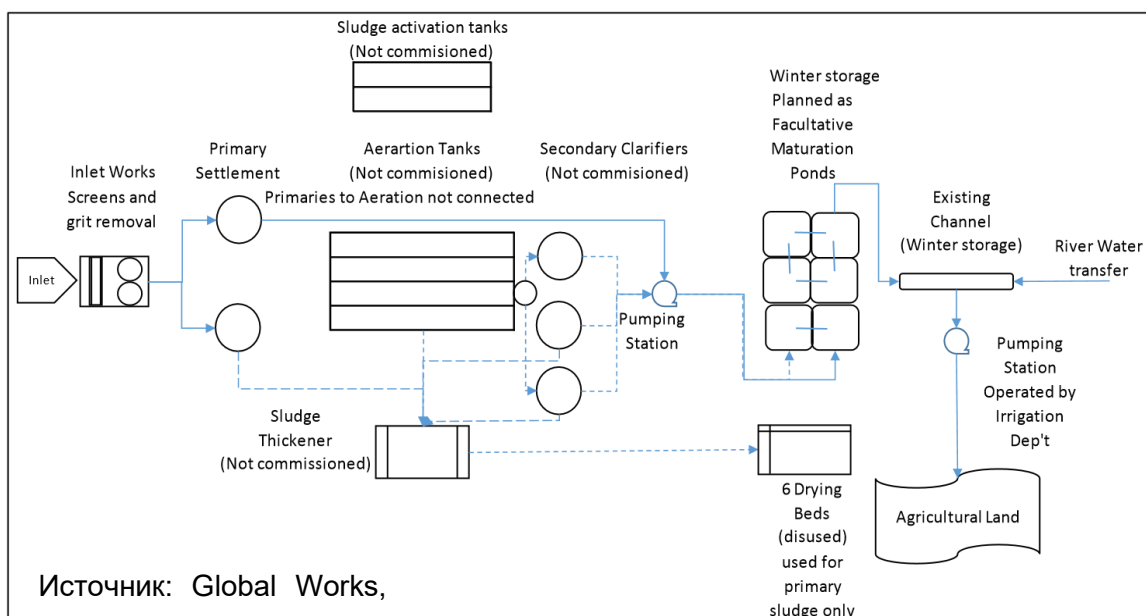 Sludge activation tanks
(Not commisioned)
Winter storage
Planned as
Facultative
Maturation
Ponds
Primary
Settlement
Aerartion Tanks
(Not commisioned)
Primaries to Aeration not connected
Secondary Clarifiers
(Not commisioned)
Inlet Works
Screens and
grit removal
Inlet
Existing
Channel
(Winter storage)
River Water
transfer
Pumping
Station
Pumping
Station
Operated by
Irrigation
Dep't
Sludge
Thickener
(Not commissioned)
6 Drying
Beds
(disused)
used for
primary
sludge only
Agricultural Land
Источник: Global Works,